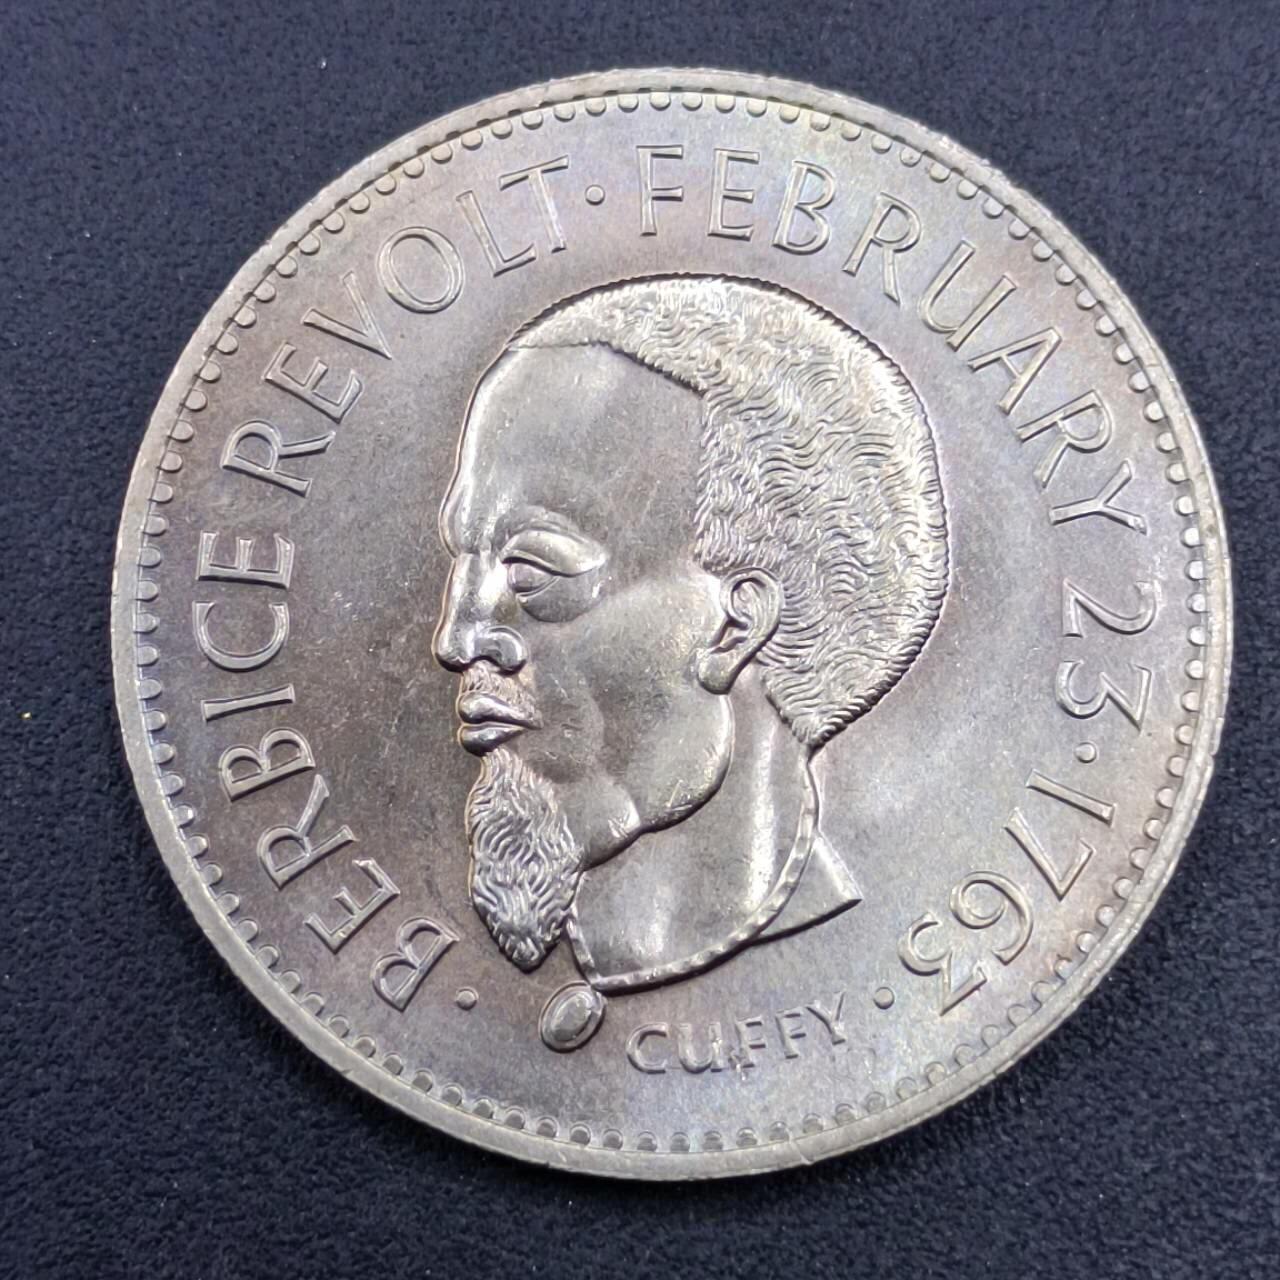 · BERBICE REVOLT · FEBRUARY 23 · 1763 ·
CUFFY